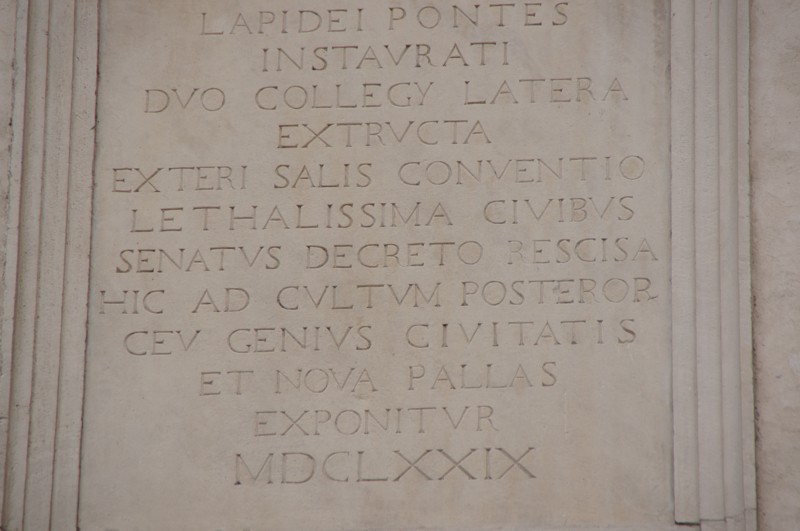 LAPIDEI PONTES
INSTAVRATI
DVO COLLEGY LATERA
EXTRVCTA
EXTERI SALIS CONVENTIO
LETHALISSIMA CIVIBVS
SENATVS DECRETO RESCISA
HIC AD CVLTVM POSTEROR
CEV GENIVS CIVITATIS
ET NOVA PALLAS
EXPONITVR
MDCLXXIX